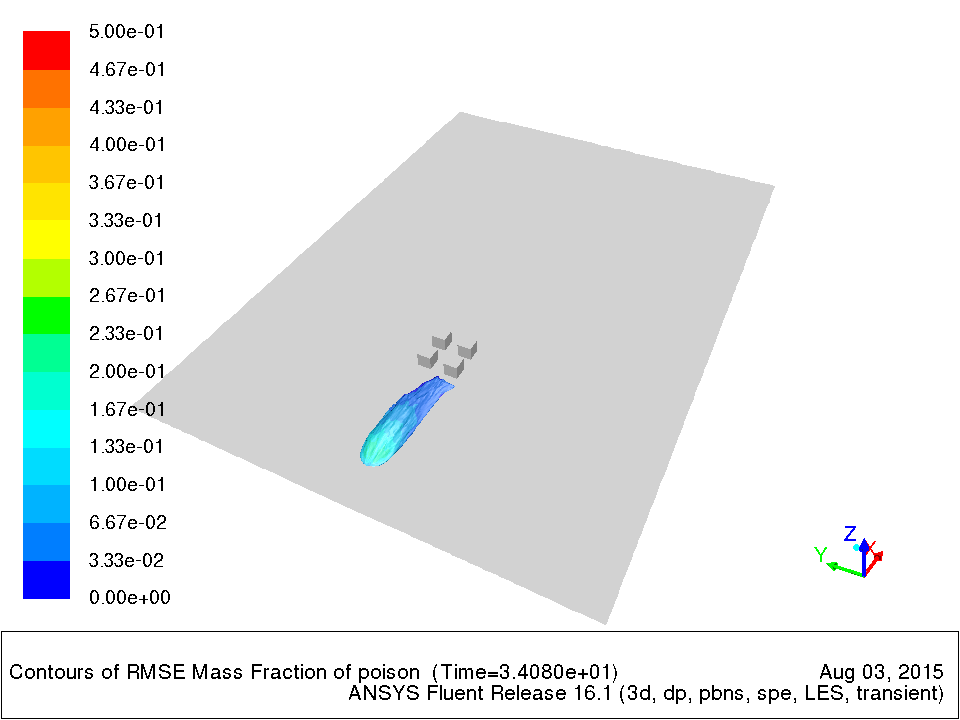 5.00e-01
4.67e-01
4.33e-01
4.00e-01
3.67e-01
3.33e-01
3.00e-01
2.67e-01
2.33e-01
2.00e-01
1.67e-01
1.33e-01
1.00e-01
6.67e-02
3.33e-02
0.00e+00
Z
Y
X
Contours of RMSE Mass Fraction of poison (Time=3.4080e+01)
Aug 03, 2015
ANSYS Fluent Release 16.1 (3d, dp, pbns, spe, LES, transient)